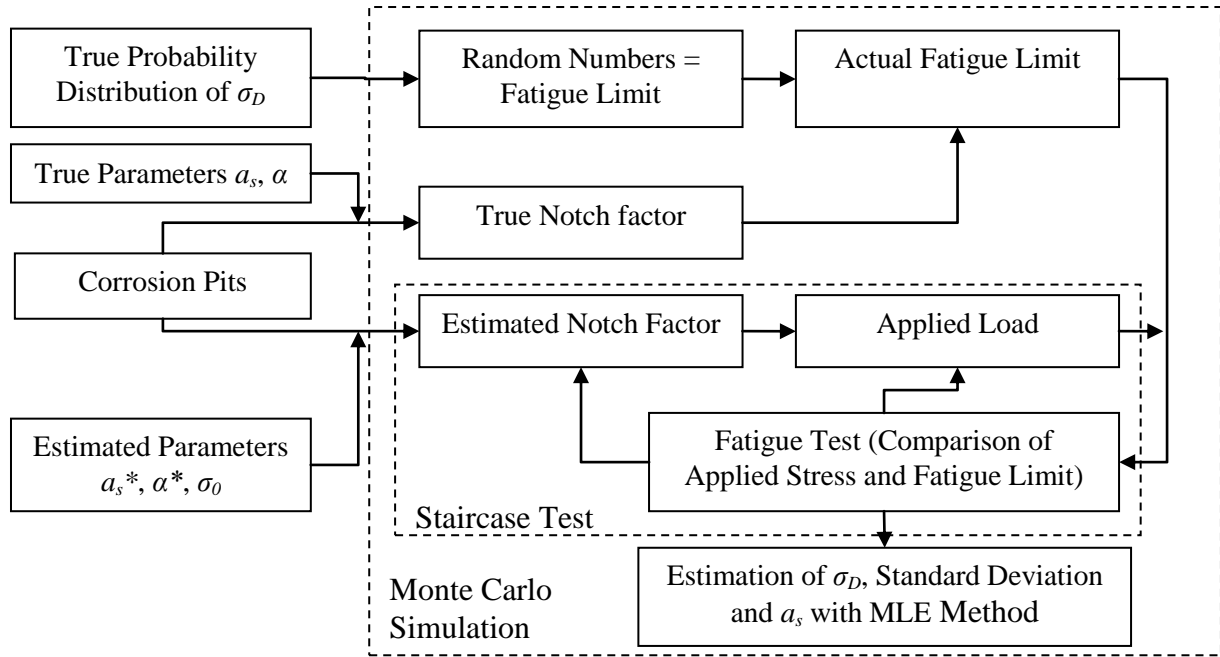 True Probability
Distribution of σD
Random Numbers =
Fatigue Limit
Actual Fatigue Limit
True Parameters as, α
True Notch factor
Corrosion Pits
Estimated Notch Factor
Applied Load
Estimated Parameters
as*, α*, σ0
Fatigue Test (Comparison of
Applied Stress and Fatigue Limit)
Staircase Test
Estimation of σD, Standard Deviation
and as with MLE Method
Monte Carlo
Simulation